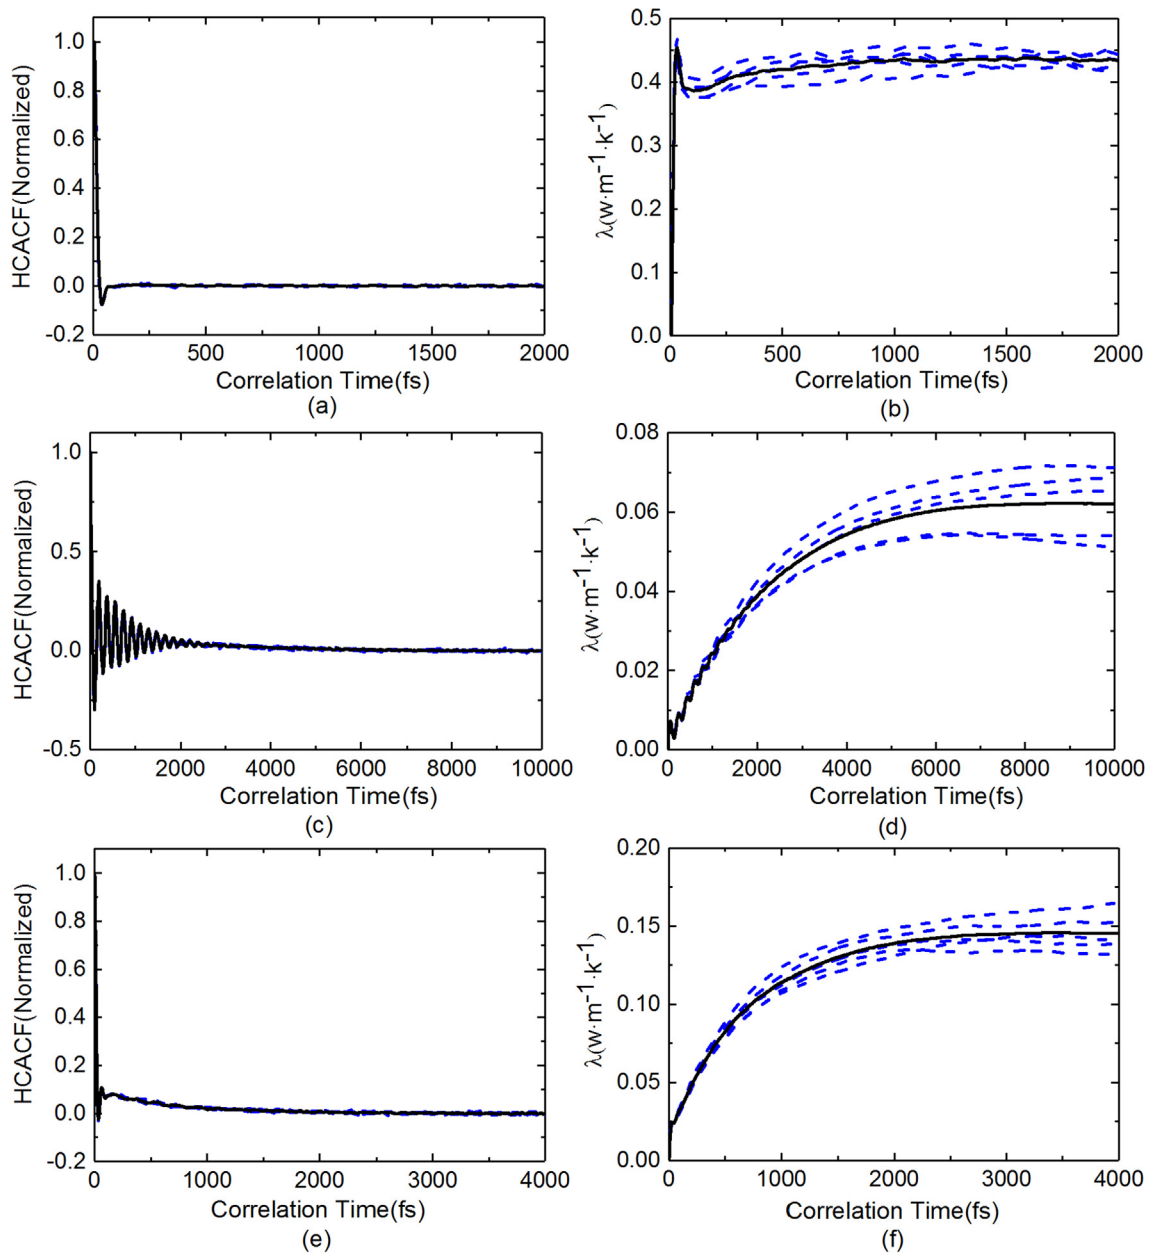 HCACF(Normalized)
1.0
0.8
0.6
0.4
0.2
0.0
-0.2
0 500 1000 1500 2000
Correlation Time(fs)
(a)
λ(w·m⁻¹·k⁻¹)
0.5
0.4
0.3
0.2
0.1
0.0
0 500 1000 1500 2000
Correlation Time(fs)
(b)
HCACF(Normalized)
1.0
0.5
0.0
-0.5
0 2000 4000 6000 8000 10000
Correlation Time(fs)
(c)
λ(w·m⁻¹·k⁻¹)
0.08
0.06
0.04
0.02
0.00
0 2000 4000 6000 8000 10000
Correlation Time(fs)
(d)
HCACF(Normalized)
1.0
0.8
0.6
0.4
0.2
0.0
-0.2
0 1000 2000 3000 4000
Correlation Time(fs)
(e)
λ(w·m⁻¹·k⁻¹)
0.20
0.15
0.10
0.05
0.00
0 1000 2000 3000 4000
Correlation Time(fs)
(f)